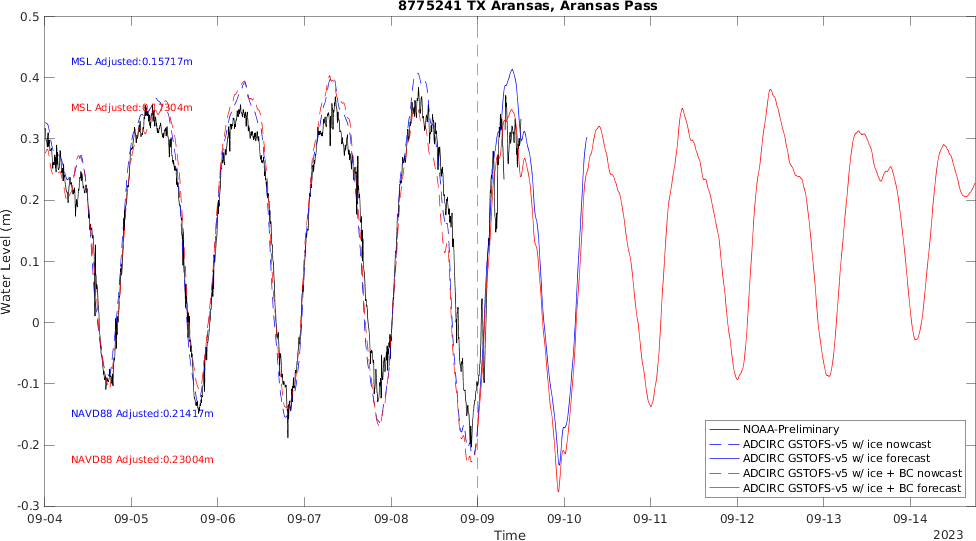 8775241 TX Aransas, Aransas Pass
0.5
0.4
0.3
0.2
0.1
0
-0.1
-0.2
-0.3
Water Level (m)
MSL Adjusted:0.15717m
MSL Adjusted:0.17304m
NAVD88 Adjusted:0.21417m
NAVD88 Adjusted:0.23004m
NOAA-Preliminary
ADCIRC GSTOFS-v5 w/ ice nowcast
ADCIRC GSTOFS-v5 w/ ice forecast
ADCIRC GSTOFS-v5 w/ ice + BC nowcast
ADCIRC GSTOFS-v5 w/ ice + BC forecast
09-04 09-05 09-06 09-07 09-08 09-09 09-10 09-11 09-12 09-13 09-14
Time
2023